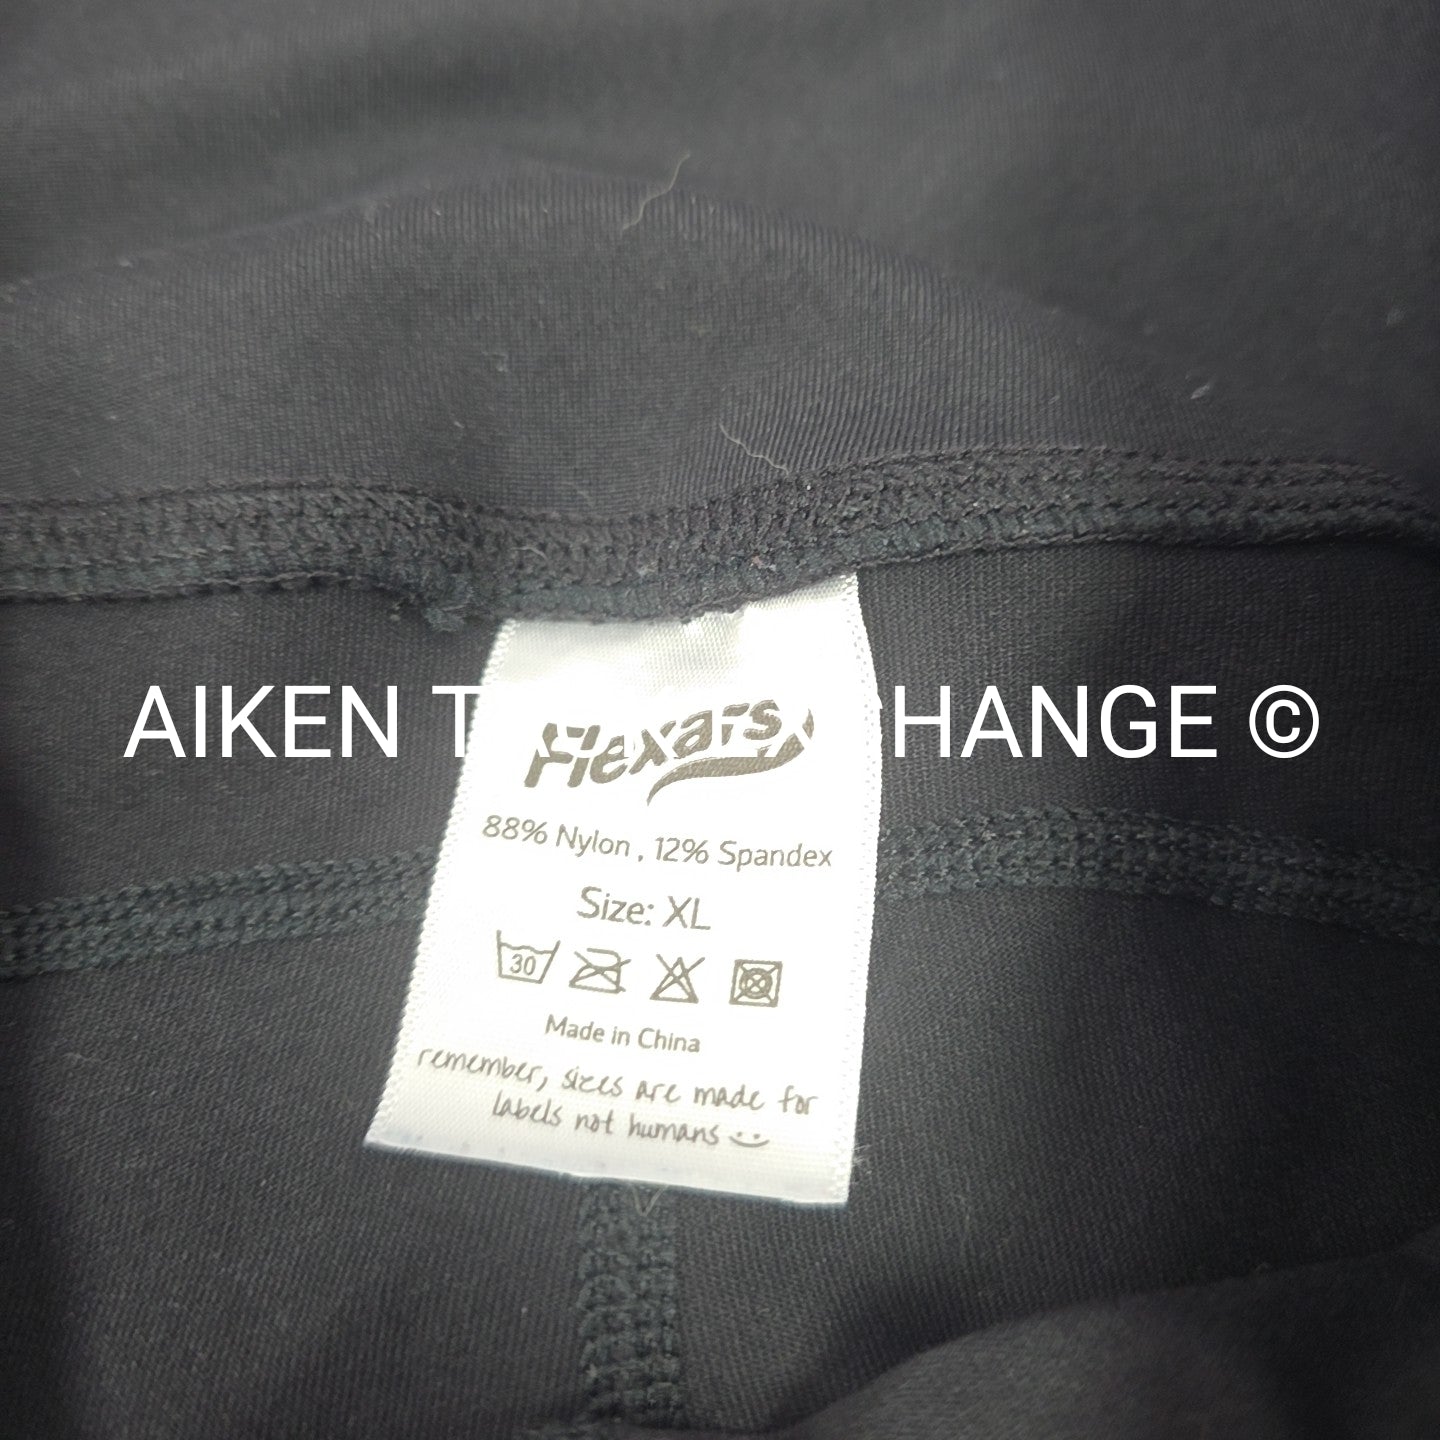 AIKEN T CHANGE ©
Flexars
88% Nylon , 12% Spandex
Size: XL
30
Made in China
remember, sizes are made for
labels not humans